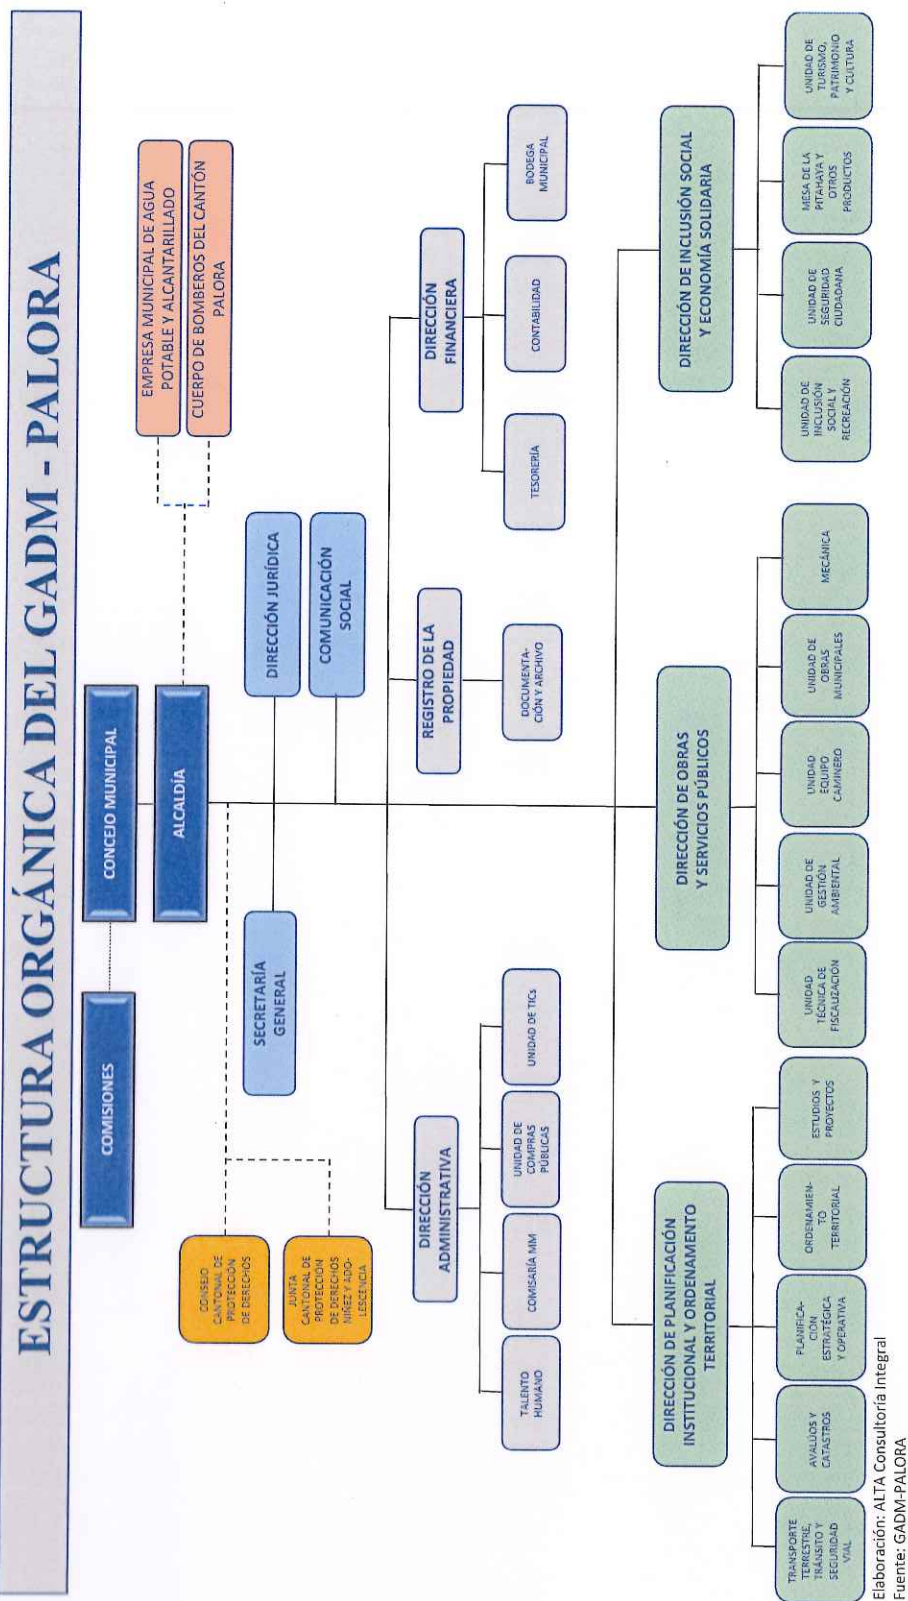 ESTRUCTURA ORGÁNICA DEL GADM - PALORA
COMISIONES
CONCEJO MUNICIPAL
ALCALDÍA
EMPRESA MUNICIPAL DE AGUA
POTABLE Y ALCANTARILLADO
CUERPO DE BOMBEROS DEL CANTÓN
PALORA
CONSEJO
CANTONAL DE
PROTECCIÓN
DE DERECHOS
JUNTA
CANTONAL DE
PROTECCIÓN
DE DERECHOS
NIÑEZ Y ADO-
LESCENCIA
SECRETARÍA
GENERAL
DIRECCIÓN JURÍDICA
COMUNICACIÓN
SOCIAL
DIRECCIÓN
ADMINISTRATIVA
TALENTO
HUMANO
COMISARÍA MM
UNIDAD DE
COMPRAS
PÚBLICAS
UNIDAD DE TICs
REGISTRO DE LA
PROPIEDAD
DOCUMENTA-
CIÓN Y ARCHIVO
DIRECCIÓN
FINANCIERA
TESORERÍA
CONTABILIDAD
BODEGA
MUNICIPAL
DIRECCIÓN DE PLANIFICACIÓN
INSTITUCIONAL Y ORDENAMIENTO
TERRITORIAL
TRANSPORTE
TERRESTRE,
TRÁNSITO Y
SEGURIDAD
VIAL
AVALÚOS Y
CATASTROS
PLANIFICA-
CIÓN
ESTRATÉGICA
Y OPERATIVA
ORDENAMIEN-
TO
TERRITORIAL
ESTUDIOS Y
PROYECTOS
DIRECCIÓN DE OBRAS
Y SERVICIOS PÚBLICOS
UNIDAD
TÉCNICA DE
FISCALIZACIÓN
UNIDAD DE
GESTIÓN
AMBIENTAL
UNIDAD
EQUIPO
CAMINERO
UNIDAD DE
OBRAS
MUNICIPALES
MECÁNICA
DIRECCIÓN DE INCLUSIÓN SOCIAL
Y ECONOMÍA SOLIDARIA
UNIDAD DE
INCLUSIÓN
SOCIAL Y
RECREACIÓN
UNIDAD DE
SEGURIDAD
CIUDADANA
MESA DE LA
PITAHAYA Y
OTROS
PRODUCTOS
UNIDAD DE
TURISMO,
PATRIMONIO
Y CULTURA
Elaboración: ALTA Consultoría Integral
Fuente: GADM-PALORA